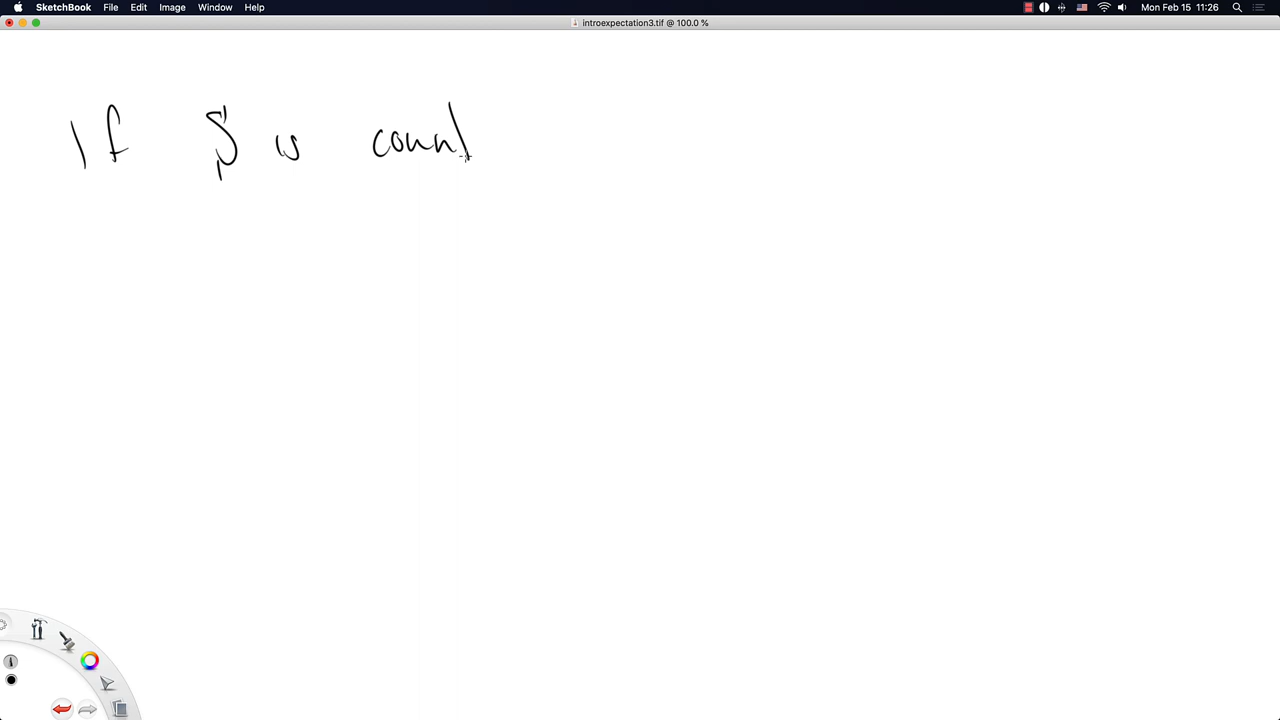 SketchBook File Edit Image Window Help Mon Feb 15 11:26
introexpectation3.tif @ 100.0 %
If S is count